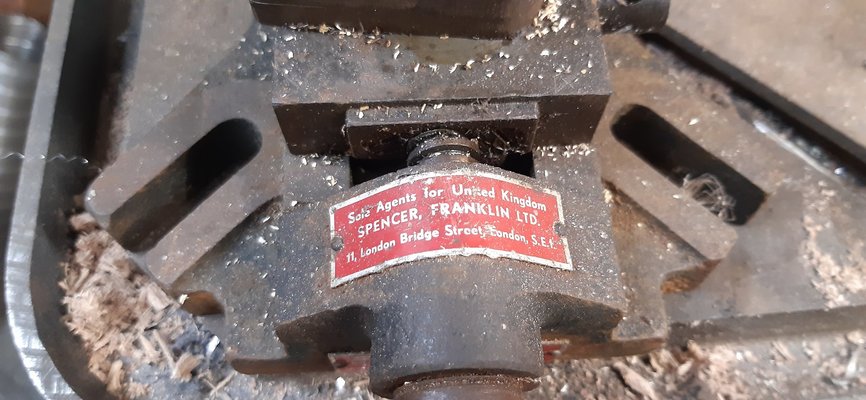 Sole Agents for United Kingdom
SPENCER, FRANKLIN LTD.
11, London Bridge Street, London, S.E.1.